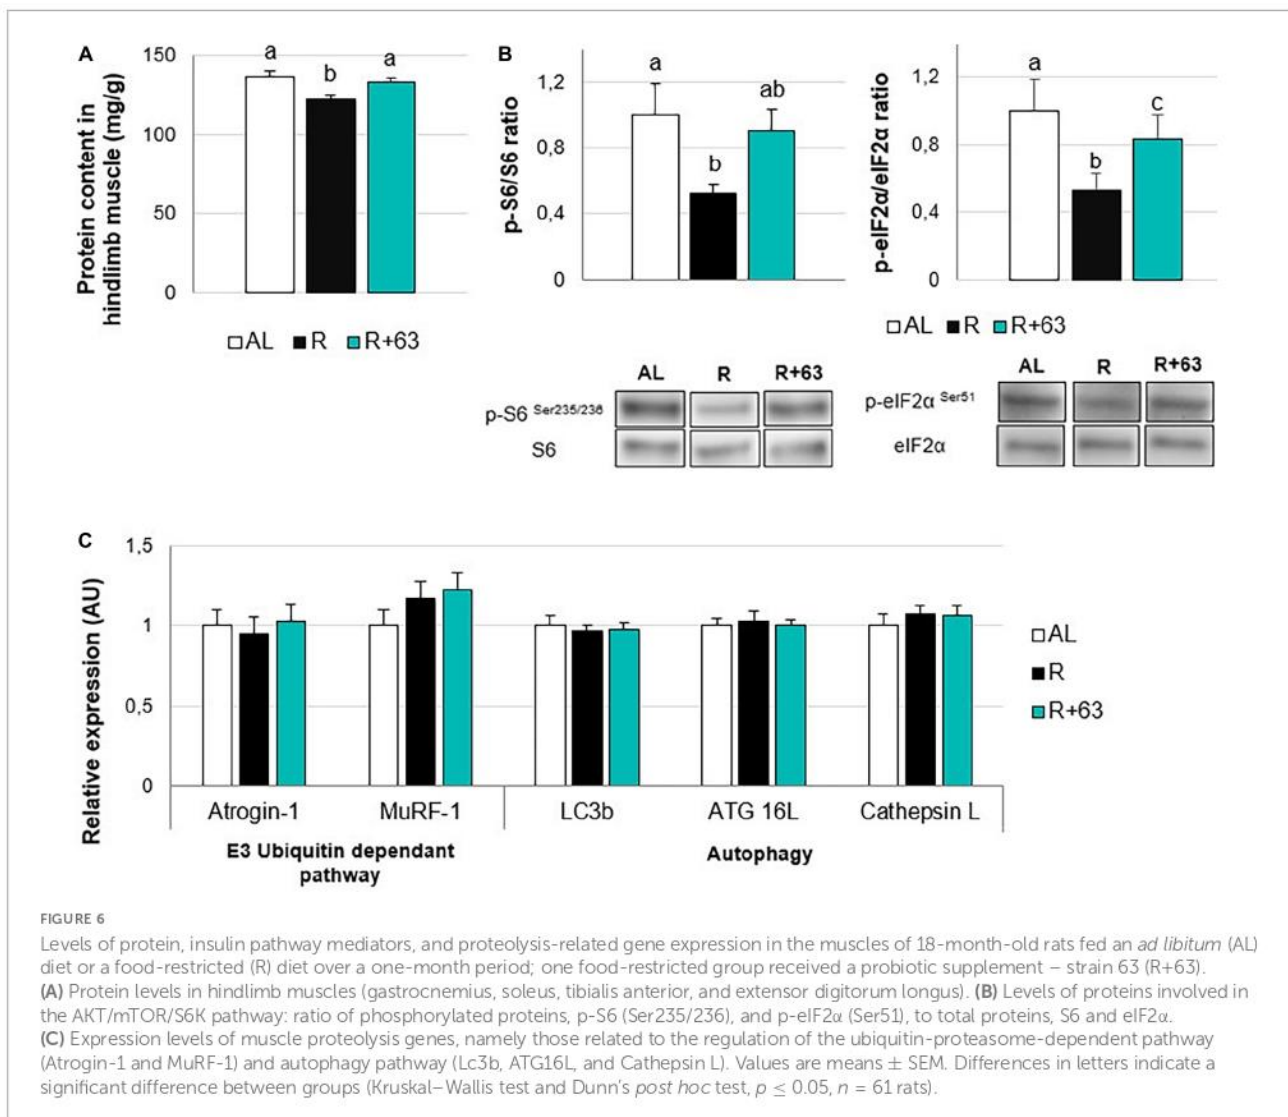 A
Protein content in
hindlimb muscle (mg/g)
150
100
50
0
a
b
a
AL R R+63
B
p-S6/S6 ratio
1,2
0,8
0,4
0
a
b
ab
p-eIF2α/eIF2α ratio
1,2
0,8
0,4
0
a
b
c
AL R R+63
AL R R+63
p-S6 Ser235/236
S6
AL R R+63
p-eIF2α Ser51
eIF2α
C
Relative expression (AU)
1,5
1
0,5
0
Atrogin-1 MuRF-1 LC3b ATG 16L Cathepsin L
E3 Ubiquitin dependant
pathway
Autophagy
AL
R
R+63
FIGURE 6
Levels of protein, insulin pathway mediators, and proteolysis-related gene expression in the muscles of 18-month-old rats fed an ad libitum (AL)
diet or a food-restricted (R) diet over a one-month period; one food-restricted group received a probiotic supplement – strain 63 (R+63).
(A) Protein levels in hindlimb muscles (gastrocnemius, soleus, tibialis anterior, and extensor digitorum longus). (B) Levels of proteins involved in
the AKT/mTOR/S6K pathway: ratio of phosphorylated proteins, p-S6 (Ser235/236), and p-eIF2α (Ser51), to total proteins, S6 and eIF2α.
(C) Expression levels of muscle proteolysis genes, namely those related to the regulation of the ubiquitin-proteasome-dependent pathway
(Atrogin-1 and MuRF-1) and autophagy pathway (Lc3b, ATG16L, and Cathepsin L). Values are means ± SEM. Differences in letters indicate a
significant difference between groups (Kruskal–Wallis test and Dunn's post hoc test, p ≤ 0.05, n = 61 rats).